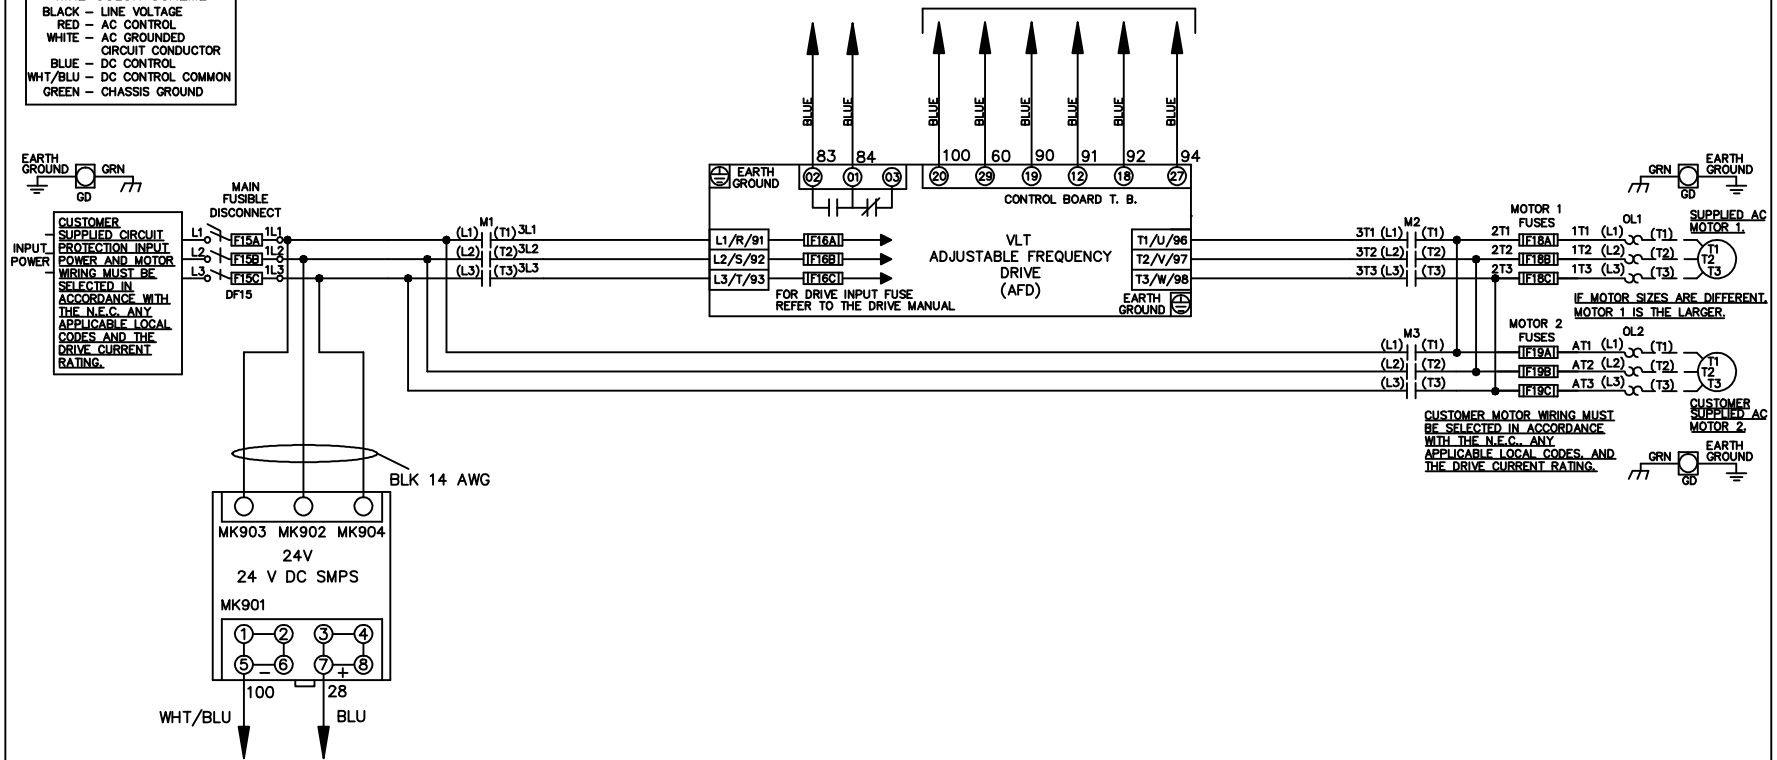 BLACK – LINE VOLTAGE
RED – AC CONTROL
WHITE – AC GROUNDED
CIRCUIT CONDUCTOR
BLUE – DC CONTROL
WHT/BLU – DC CONTROL COMMON
GREEN – CHASSIS GROUND
BLUE
BLUE
BLUE
BLUE
BLUE
BLUE
BLUE
BLUE
83 84
100 60 90 91 92 94
02 01 03
20 29 19 12 18 27
EARTH
GROUND
GRN
GD
MAIN
FUSIBLE
DISCONNECT
INPUT
POWER
CUSTOMER
SUPPLIED CIRCUIT
PROTECTION INPUT
POWER AND MOTOR
WIRING MUST BE
SELECTED IN
ACCORDANCE WITH
THE N.E.C. ANY
APPLICABLE LOCAL
CODES AND THE
DRIVE CURRENT
RATING.
L1 F15A 1L1
L2 F15B 1L2
L3 F15C 1L3
DF15
M1
(L1) (T1) 3L1
(L2) (T2) 3L2
(L3) (T3) 3L3
EARTH
GROUND
CONTROL BOARD T. B.
L1/R/91
L2/S/92
L3/T/93
F16A
F16B
F16C
FOR DRIVE INPUT FUSE
REFER TO THE DRIVE MANUAL
VLT
ADJUSTABLE FREQUENCY
DRIVE
(AFD)
T1/U/96
T2/V/97
T3/W/98
EARTH
GROUND
M2
3T1 (L1) (T1)
3T2 (L2) (T2)
3T3 (L3) (T3)
MOTOR 1
FUSES
2T1 F18A 1T1 (L1) (T1)
2T2 F18B 1T2 (L2) (T2)
2T3 F18C 1T3 (L3) (T3)
OL1
GRN
EARTH
GROUND
GD
SUPPLIED AC
MOTOR 1.
T1
T2
T3
IF MOTOR SIZES ARE DIFFERENT,
MOTOR 1 IS THE LARGER.
M3
(L1) (T1)
(L2) (T2)
(L3) (T3)
MOTOR 2
FUSES
OL2
F19A AT1 (L1) (T1)
F19B AT2 (L2) (T2)
F19C AT3 (L3) (T3)
T1
T2
T3
CUSTOMER
SUPPLIED AC
MOTOR 2.
CUSTOMER MOTOR WIRING MUST
BE SELECTED IN ACCORDANCE
WITH THE N.E.C., ANY
APPLICABLE LOCAL CODES, AND
THE DRIVE CURRENT RATING.
GRN
EARTH
GROUND
GD
BLK 14 AWG
MK903 MK902 MK904
24V
24 V DC SMPS
MK901
1 2 3 4
5 – 6 7 + 8
100 28
WHT/BLU BLU